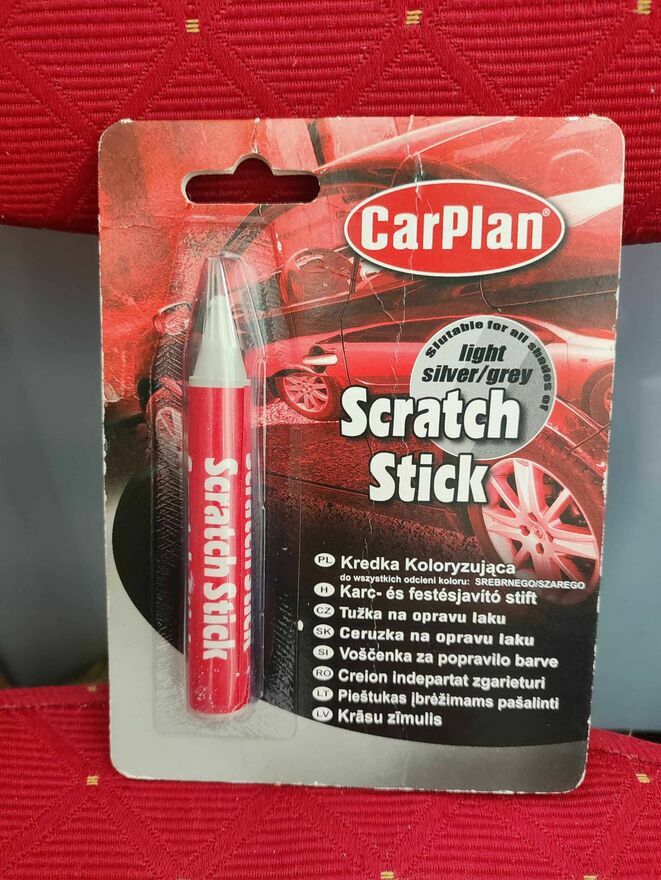 CarPlan®
Slutable for all shades of
light
silver/grey
Scratch
Stick
Scratch Stick
PL Kredka Koloryzująca
do wszystkich odcieni koloru: SREBRNEGO/SZAREGO
H Karc- és festésjavító stift
CZ Tužka na opravu laku
SK Ceruzka na opravu laku
SI Voščenka za popravilo barve
RO Creion indepartat zgarieturi
LT Pieštukas įbrėžimams pašalinti
LV Krāsu zīmulis